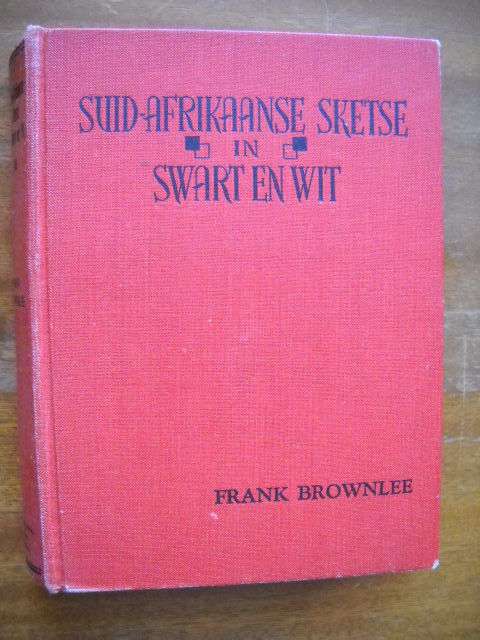 SUID-AFRIKAANSE SKETSE
IN
SWART EN WIT
FRANK BROWNLEE